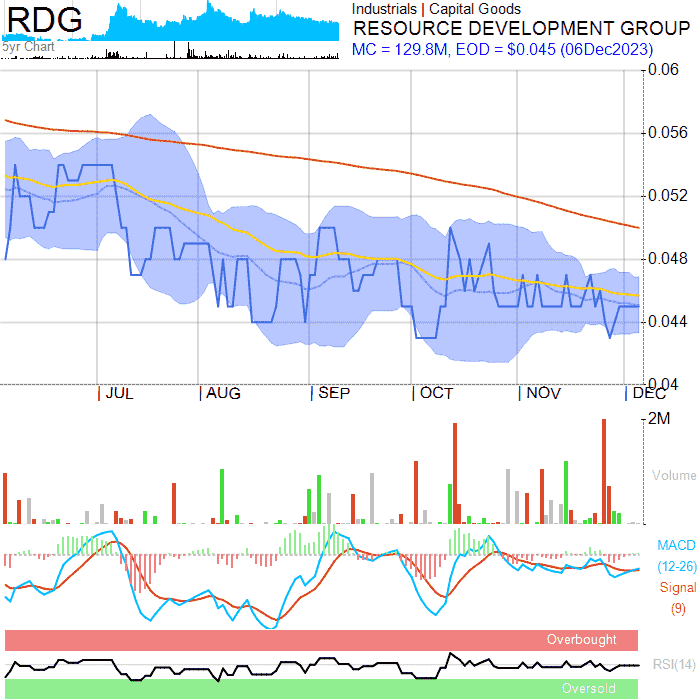 RDG
5yr Chart
Industrials | Capital Goods
RESOURCE DEVELOPMENT GROUP
MC = 129.8M, EOD = $0.045 (06Dec2023)
0.06
0.056
0.052
0.048
0.044
0.04
JUL AUG SEP OCT NOV DEC
2M
Volume
MACD
(12-26)
Signal
(9)
Overbought
RSI(14)
Oversold